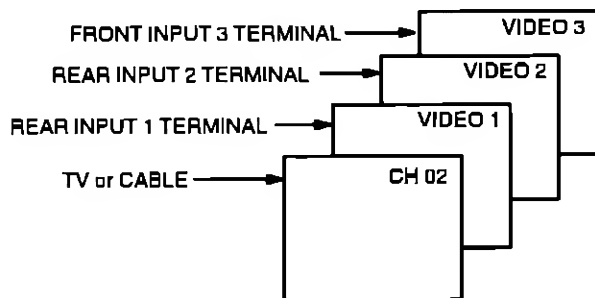 FRONT INPUT 3 TERMINAL
VIDEO 3
REAR INPUT 2 TERMINAL
VIDEO 2
REAR INPUT 1 TERMINAL
VIDEO 1
TV or CABLE
CH 02